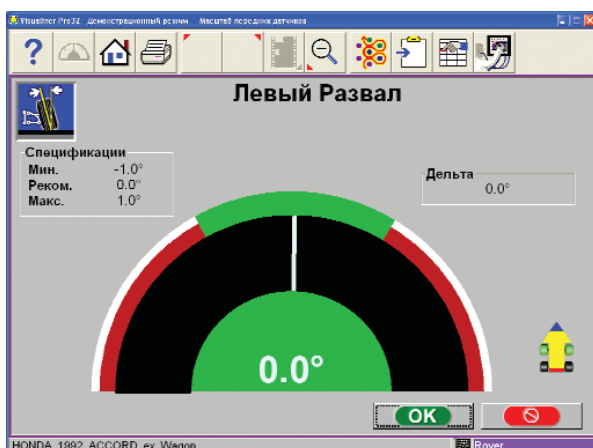 Visualiner Pro32 Демонстрационный режим - Масштаб передних датчиков
Левый Развал
Спецификации
Мин. -1.0°
Реком. 0.0°
Макс. 1.0°
Дельта
0.0°
0.0°
OK
HONDA, 1992, ACCORD, ex, Wagon
Rover